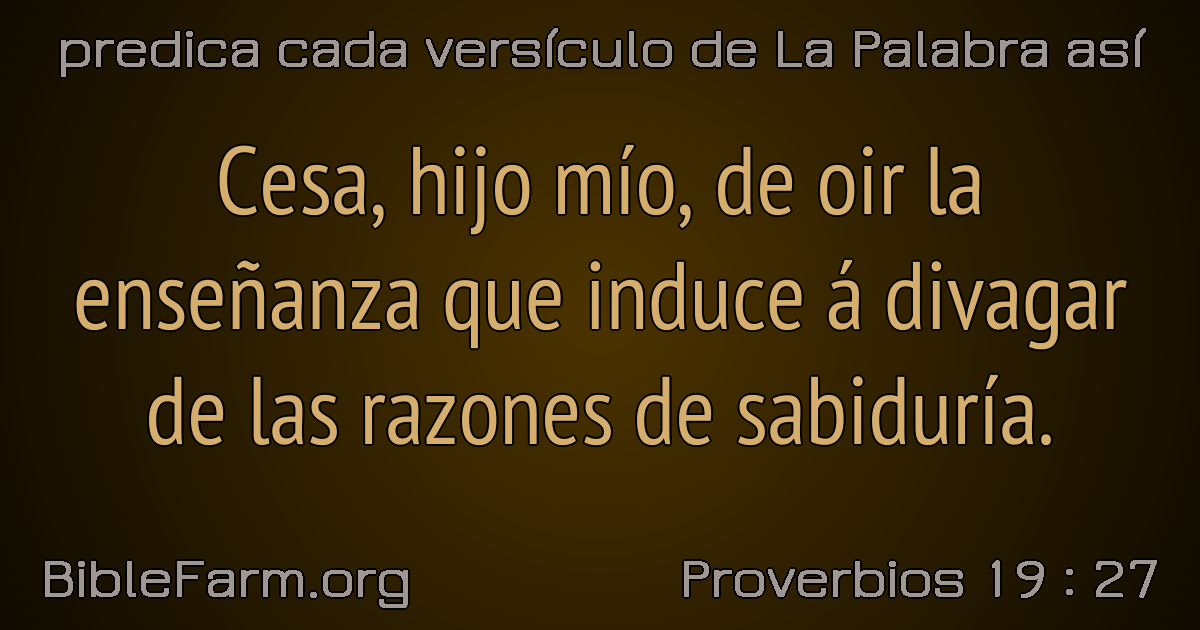 predica cada versículo de La Palabra así
Cesa, hijo mío, de oir la
enseñanza que induce á divagar
de las razones de sabiduría.
BibleFarm.org
Proverbios 19 : 27